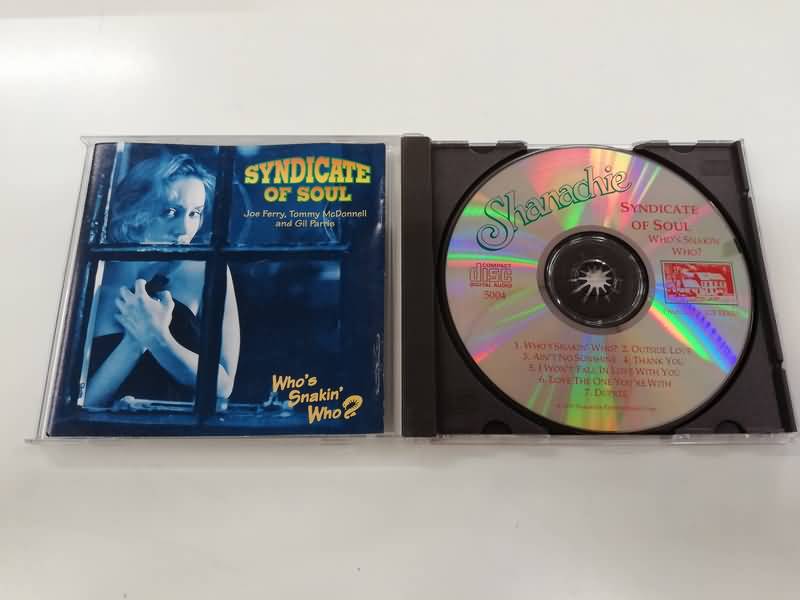 SYNDICATE
OF SOUL
Joe Ferry, Tommy McDonnell
and Gil Parris
Who's
Snakin'
Who?
Shanachie
SYNDICATE
OF SOUL
WHO'S SNAKIN'
WHO?
COMPACT
disc
DIGITAL AUDIO
5004
1. WHO'S SNAKIN' WHO? 2. OUTSIDE LOVE
3. AIN'T NO SUNSHINE 4. THANK YOU
5. I WON'T FALL IN LOVE WITH YOU
6. LOVE THE ONE YOU'RE WITH